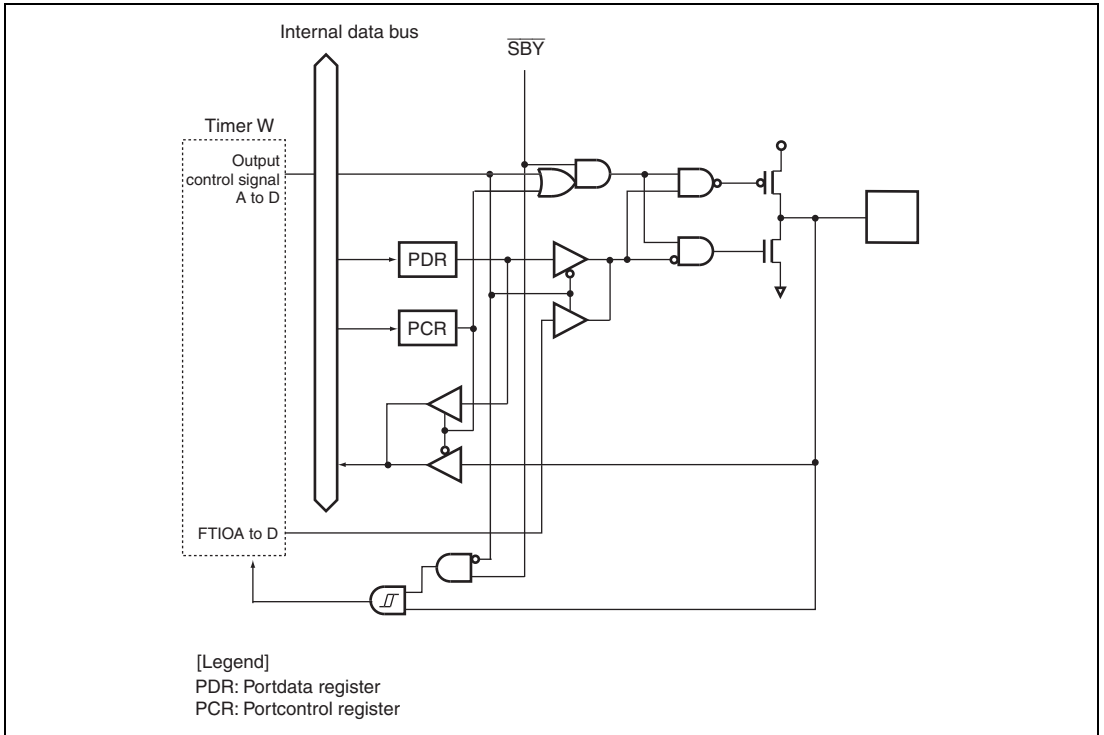 Internal data bus
SBY
Timer W
Output
control signal
A to D
PDR
PCR
FTIOA to D
[Legend]
PDR: Portdata register
PCR: Portcontrol register